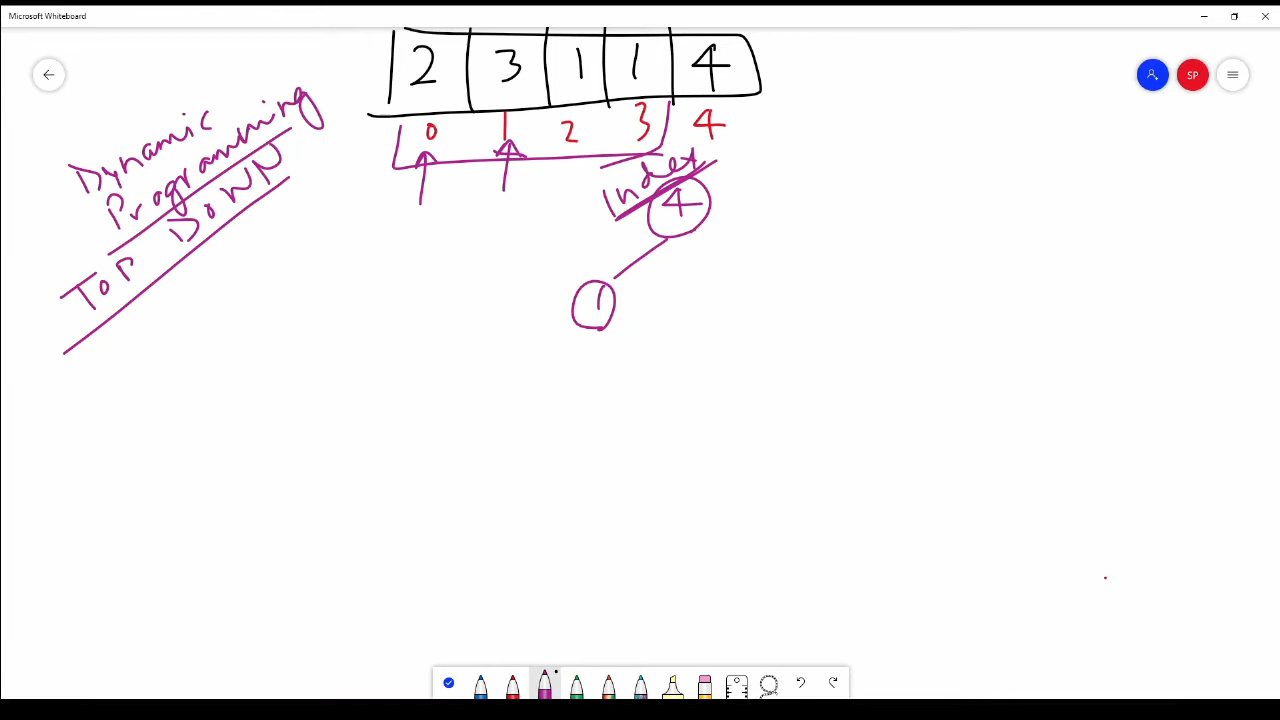 Microsoft Whiteboard
SP
2 3 1 1 4
0 1 2 3 4
Dynamic
Programming
TOP DOWN
Index
4
1